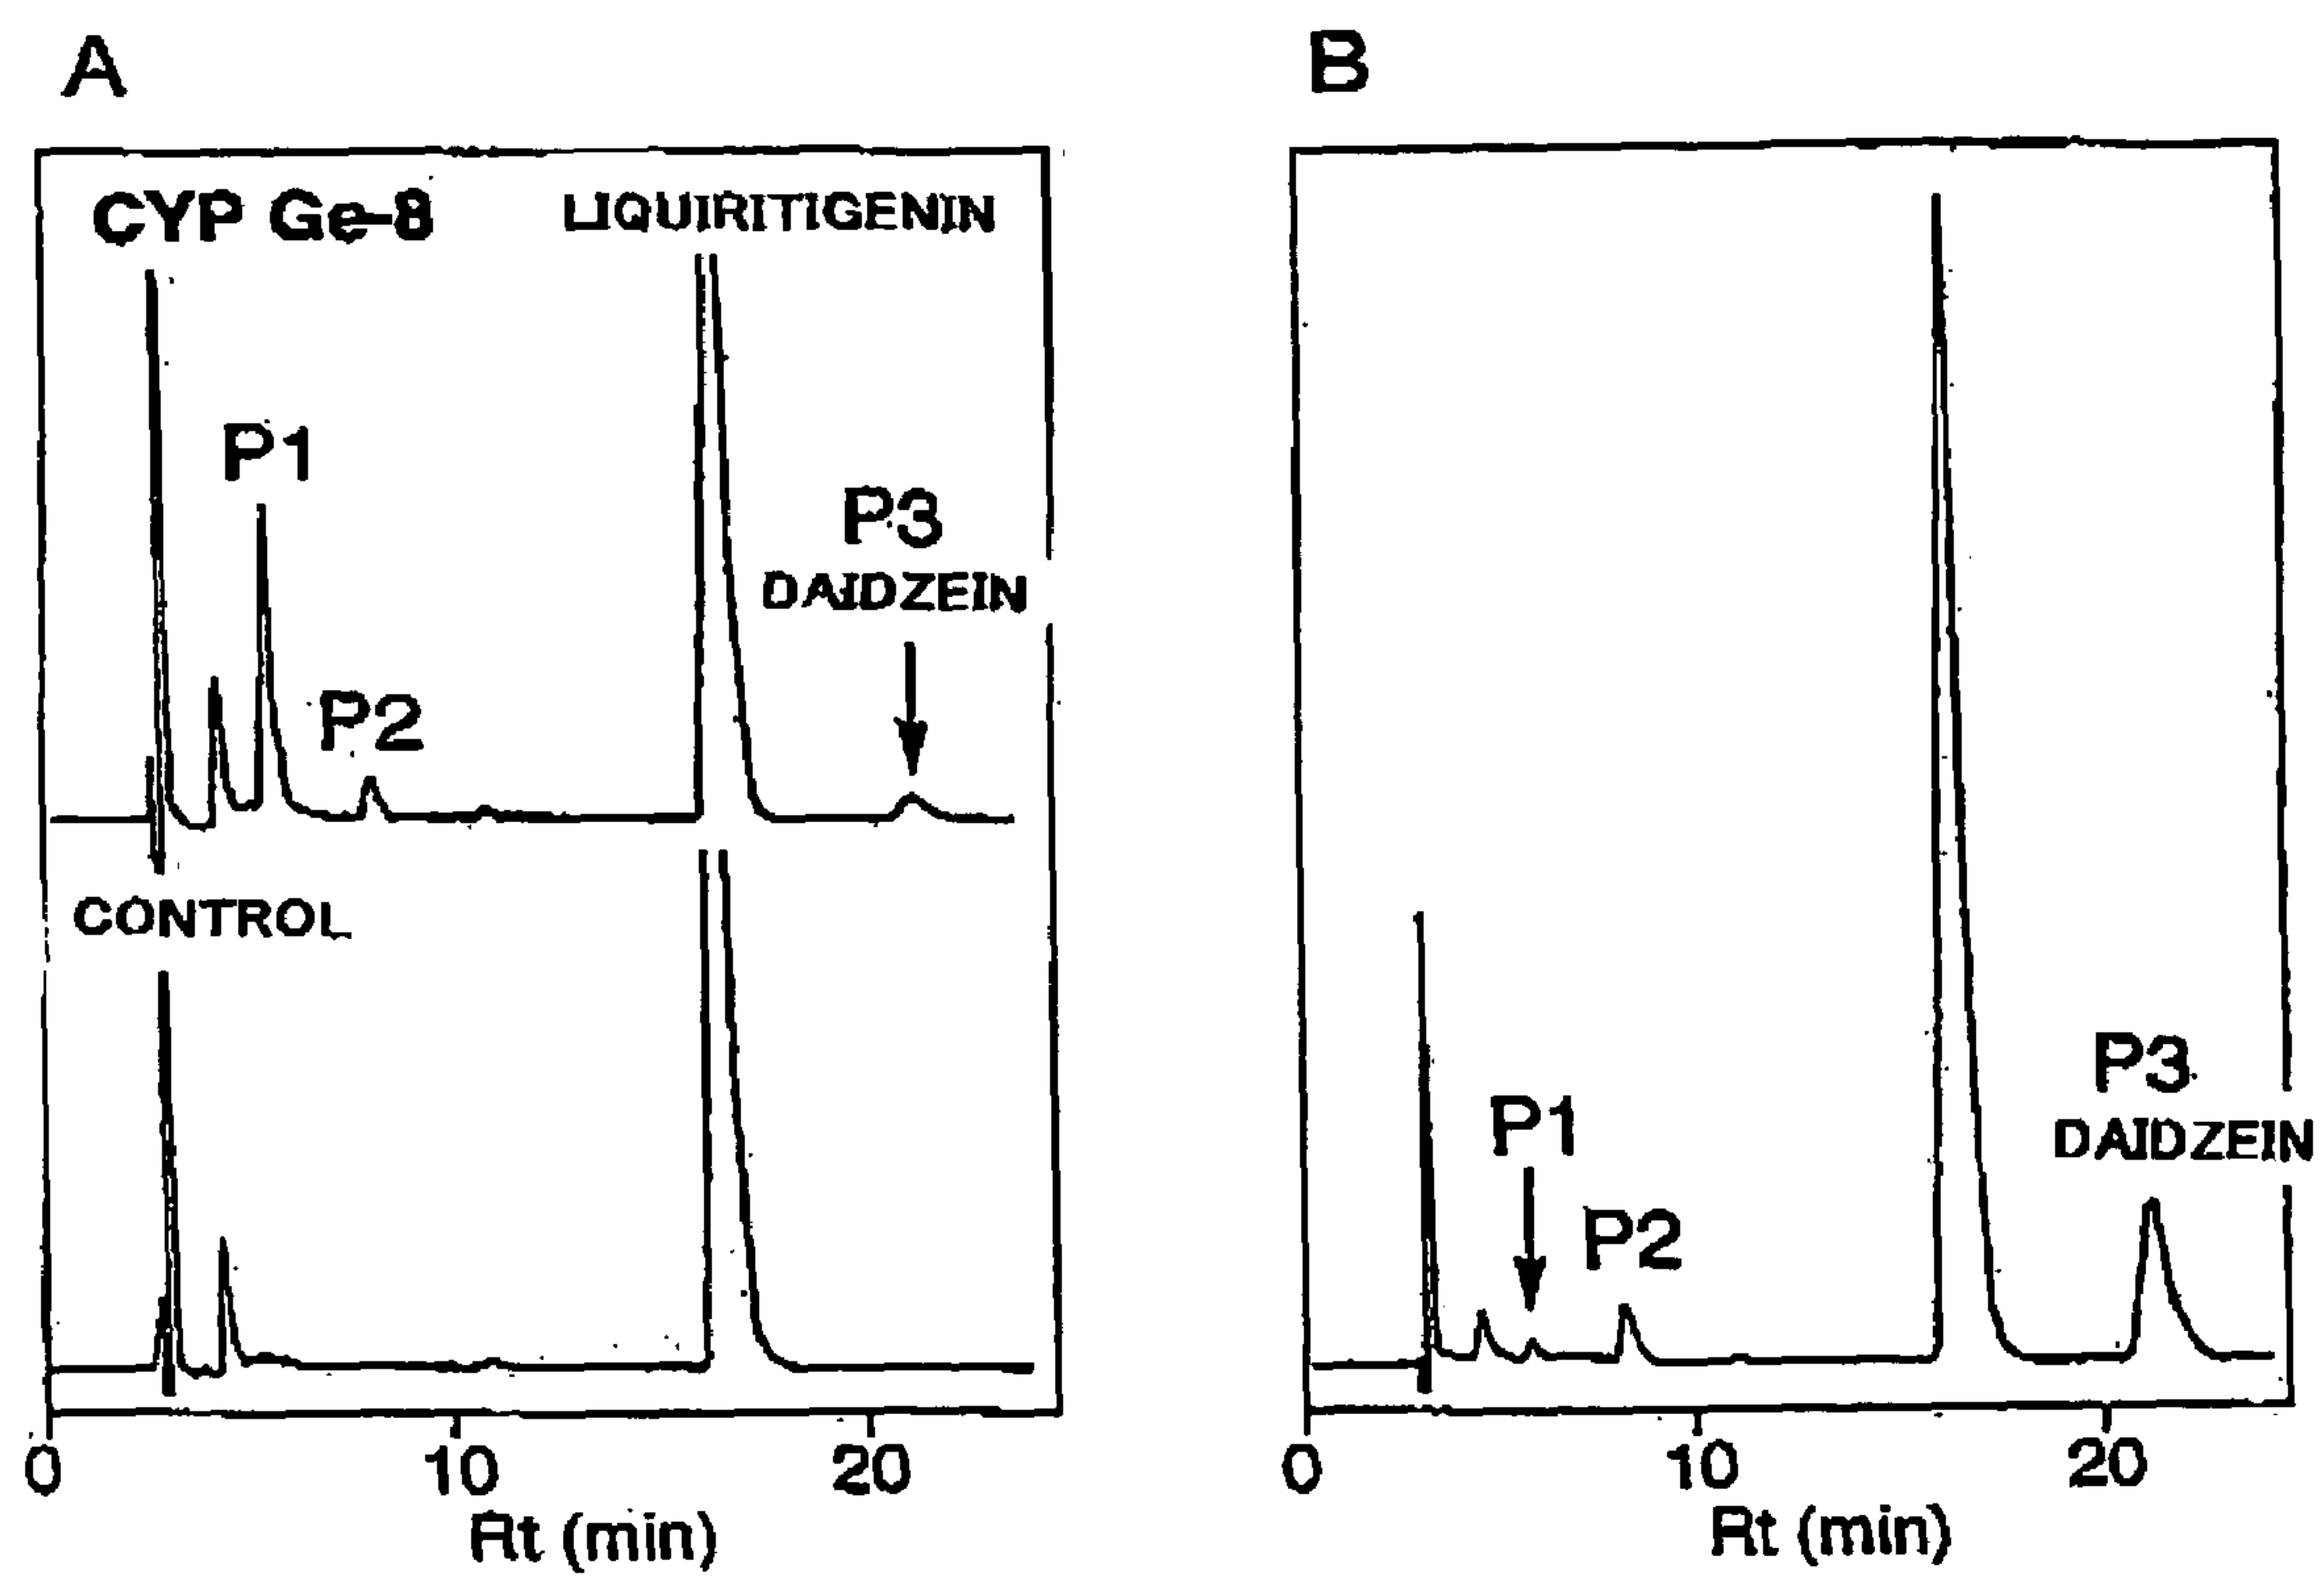 A
CYP Ge-8
LIQUIRITIGENIN
P1
P3
DAIDZEIN
P2
CONTROL
0
10
20
Rt (min)
B
P1
P2
P3
DAIDZEIN
0
10
20
Rt (min)